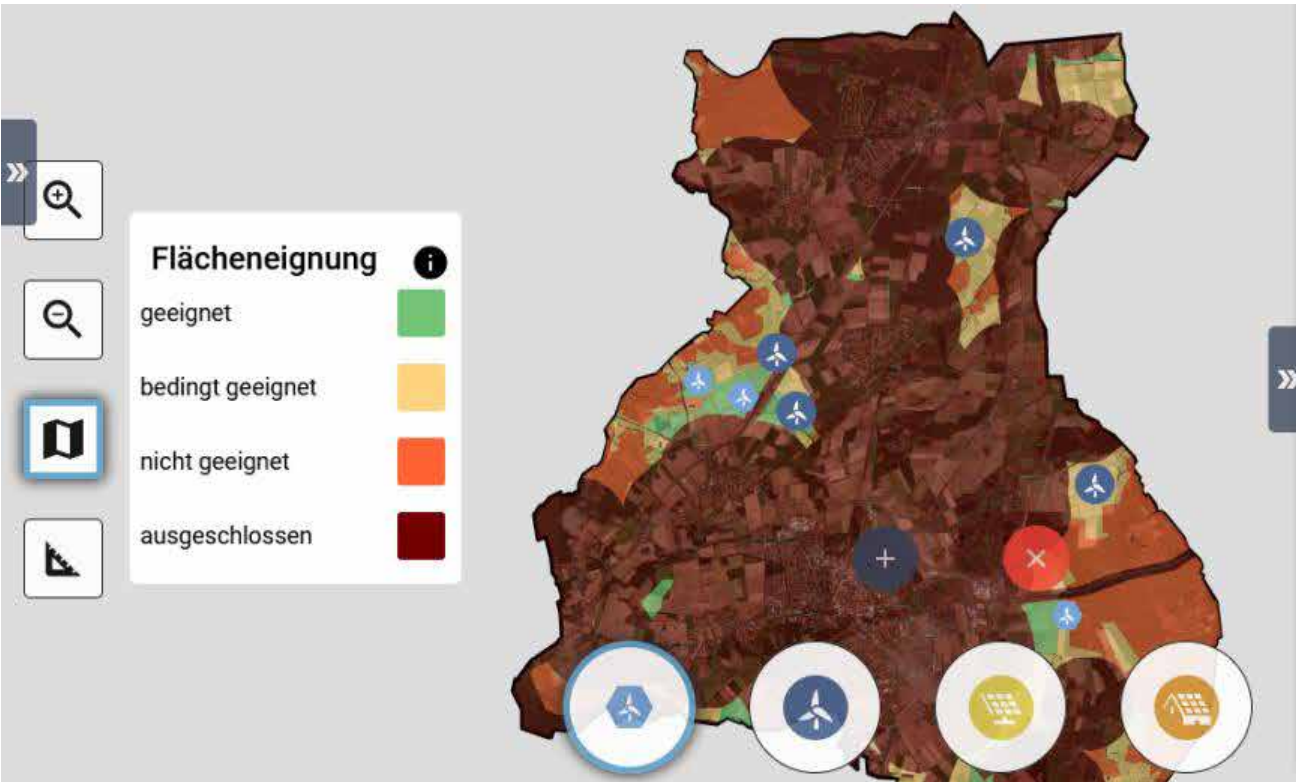 Flächeneignung
geeignet
bedingt geeignet
nicht geeignet
ausgeschlossen